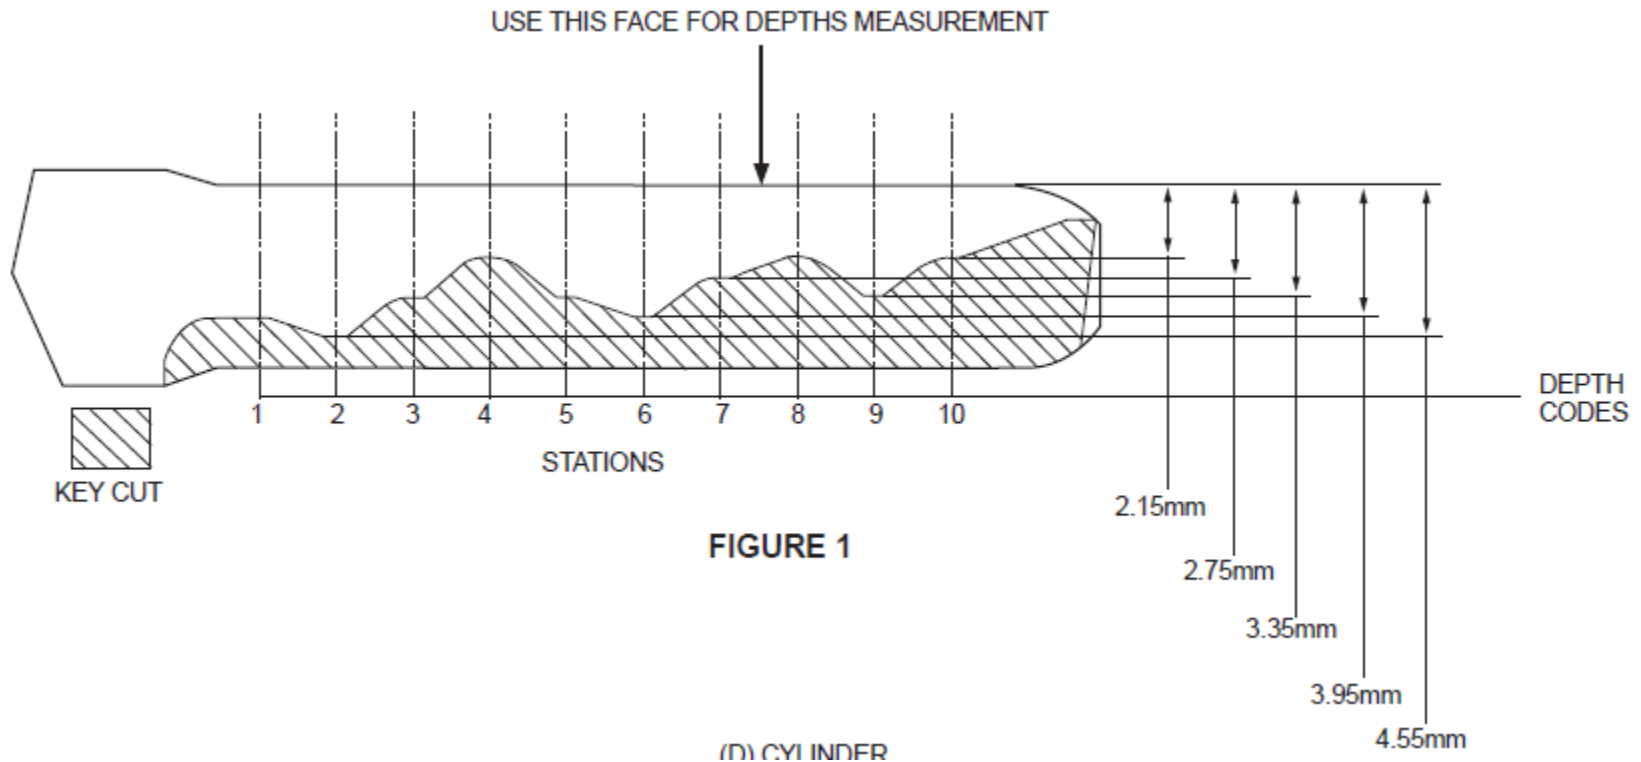 USE THIS FACE FOR DEPTHS MEASUREMENT
1 2 3 4 5 6 7 8 9 10
DEPTH
CODES
STATIONS
KEY CUT
2.15mm
FIGURE 1
2.75mm
3.35mm
3.95mm
4.55mm
(D) CYLINDER